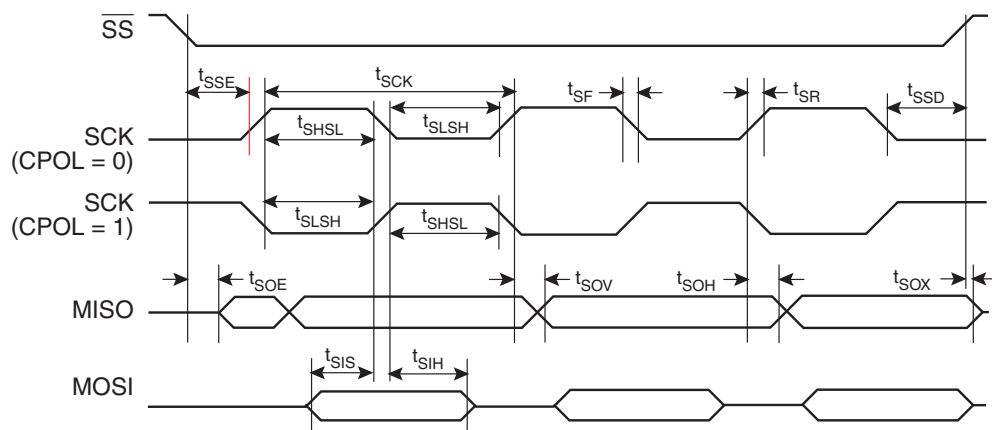 SS
tSSE tSCK tSF tSR tSSD
SCK
(CPOL = 0)
tSHSL tSLSH
SCK
(CPOL = 1)
tSLSH tSHSL
tSOE tSOV tSOH tSOX
MISO
tSIS tSIH
MOSI